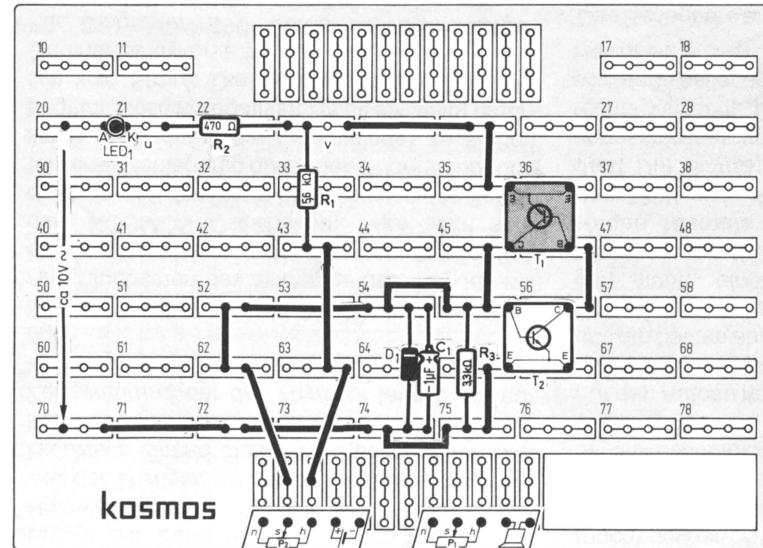 10 11 17 18
20 21 22 27 28
A K 470 Ω
LED1 u R2 v
30 31 32 33 34 35 36 37 38
56 kΩ R1 B B
C B
40 41 42 43 44 45 T1 47 48
ca 10V ~
50 51 52 53 56 57 58
B C
D1 C1 R3 E E
+ 1µF 33kΩ T2
60 61 62 63 64 67 68
70 71 72 73 74 75 76 77 78
kosmos
n s h + − n s h
P2 P1